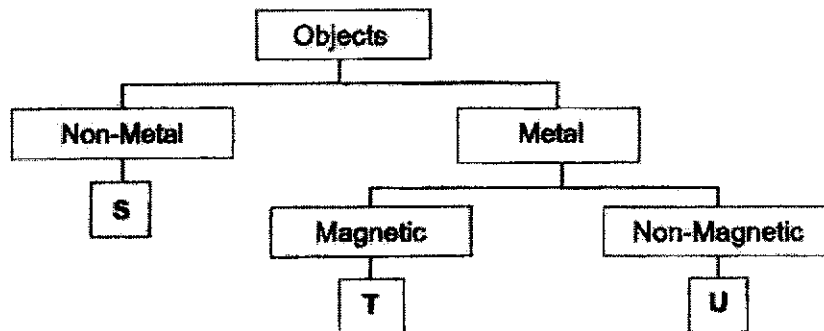 Objects
Non-Metal
Metal
S
Magnetic
Non-Magnetic
T
U